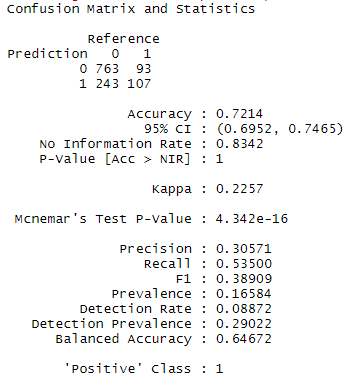 Confusion Matrix and Statistics
Reference
Prediction 0 1
0 763 93
1 243 107
Accuracy : 0.7214
95% CI : (0.6952, 0.7465)
No Information Rate : 0.8342
P-Value [Acc > NIR] : 1
Kappa : 0.2257
Mcnemar's Test P-Value : 4.342e-16
Precision : 0.30571
Recall : 0.53500
F1 : 0.38909
Prevalence : 0.16584
Detection Rate : 0.08872
Detection Prevalence : 0.29022
Balanced Accuracy : 0.64672
'Positive' Class : 1